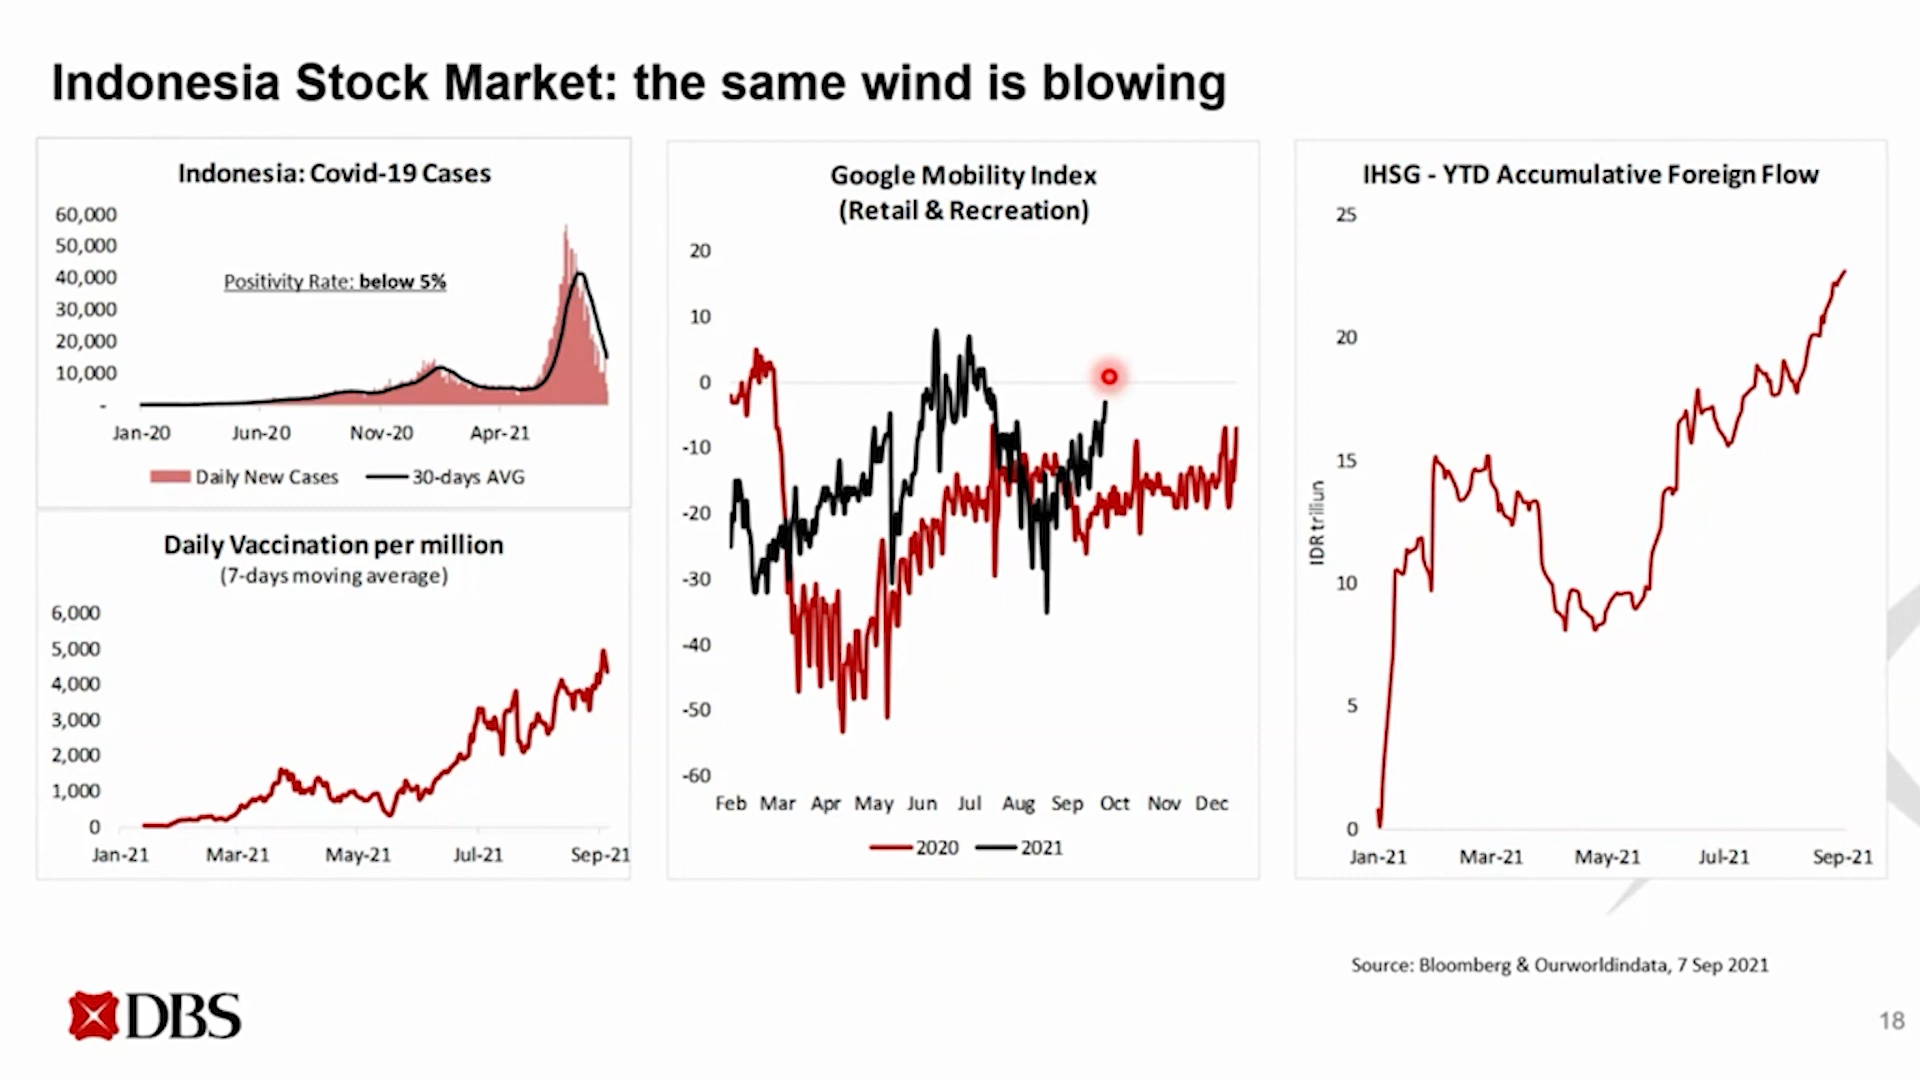 Indonesia Stock Market: the same wind is blowing
Indonesia: Covid-19 Cases
60,000
50,000
40,000
30,000
20,000
10,000
-
Positivity Rate: below 5%
Jan-20 Jun-20 Nov-20 Apr-21
Daily New Cases 30-days AVG
Daily Vaccination per million
(7-days moving average)
6,000
5,000
4,000
3,000
2,000
1,000
0
Jan-21 Mar-21 May-21 Jul-21 Sep-21
Google Mobility Index
(Retail & Recreation)
20
10
0
-10
-20
-30
-40
-50
-60
Feb Mar Apr May Jun Jul Aug Sep Oct Nov Dec
2020 2021
IHSG - YTD Accumulative Foreign Flow
25
20
15
10
5
0
IDR triliun
Jan-21 Mar-21 May-21 Jul-21 Sep-21
Source: Bloomberg & Ourworldindata, 7 Sep 2021
DBS
18